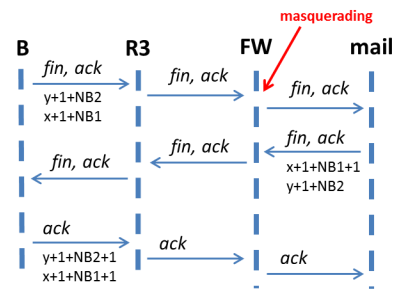 masquerading
B R3 FW mail
fin, ack fin, ack
fin, ack
y+1+NB2
x+1+NB1
fin, ack
fin, ack
fin, ack
x+1+NB1+1
y+1+NB2
ack
ack
ack
y+1+NB2+1
x+1+NB1+1